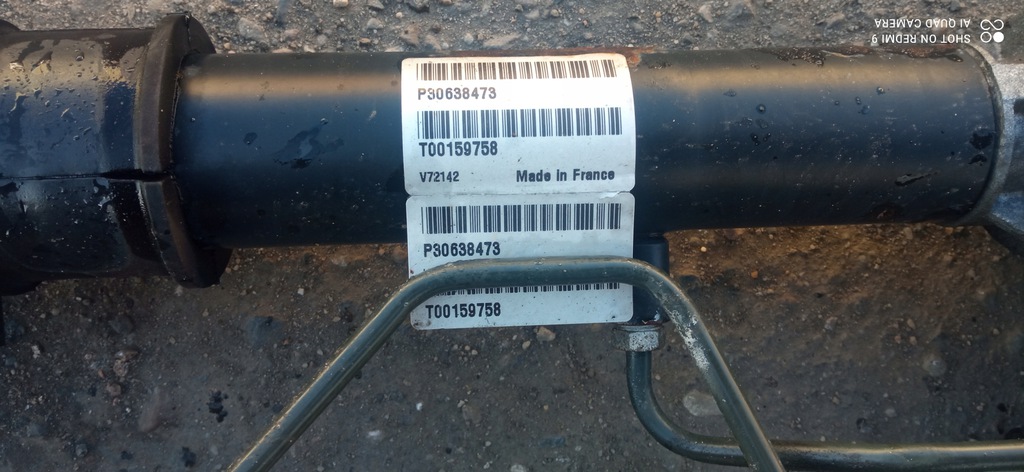 SHOT ON REDMI 9
AI QUAD CAMERA
P30638473
T00159758
V72142 Made in France
P30638473
T00159758